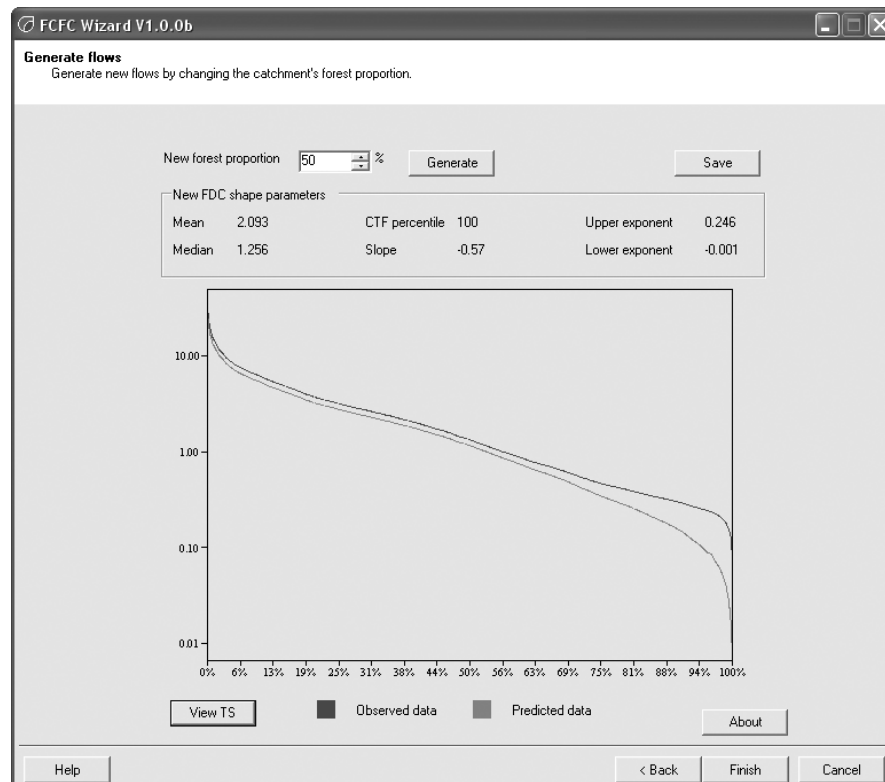 FCFC Wizard V1.0.0b
Generate flows
Generate new flows by changing the catchment's forest proportion.
New forest proportion 50 % Generate Save
New FDC shape parameters
Mean 2.093 CTF percentile 100 Upper exponent 0.246
Median 1.256 Slope -0.57 Lower exponent -0.001
10.00
1.00
0.10
0.01
0% 6% 13% 19% 25% 31% 38% 44% 50% 56% 63% 69% 75% 81% 88% 94% 100%
View TS Observed data Predicted data About
Help < Back Finish Cancel